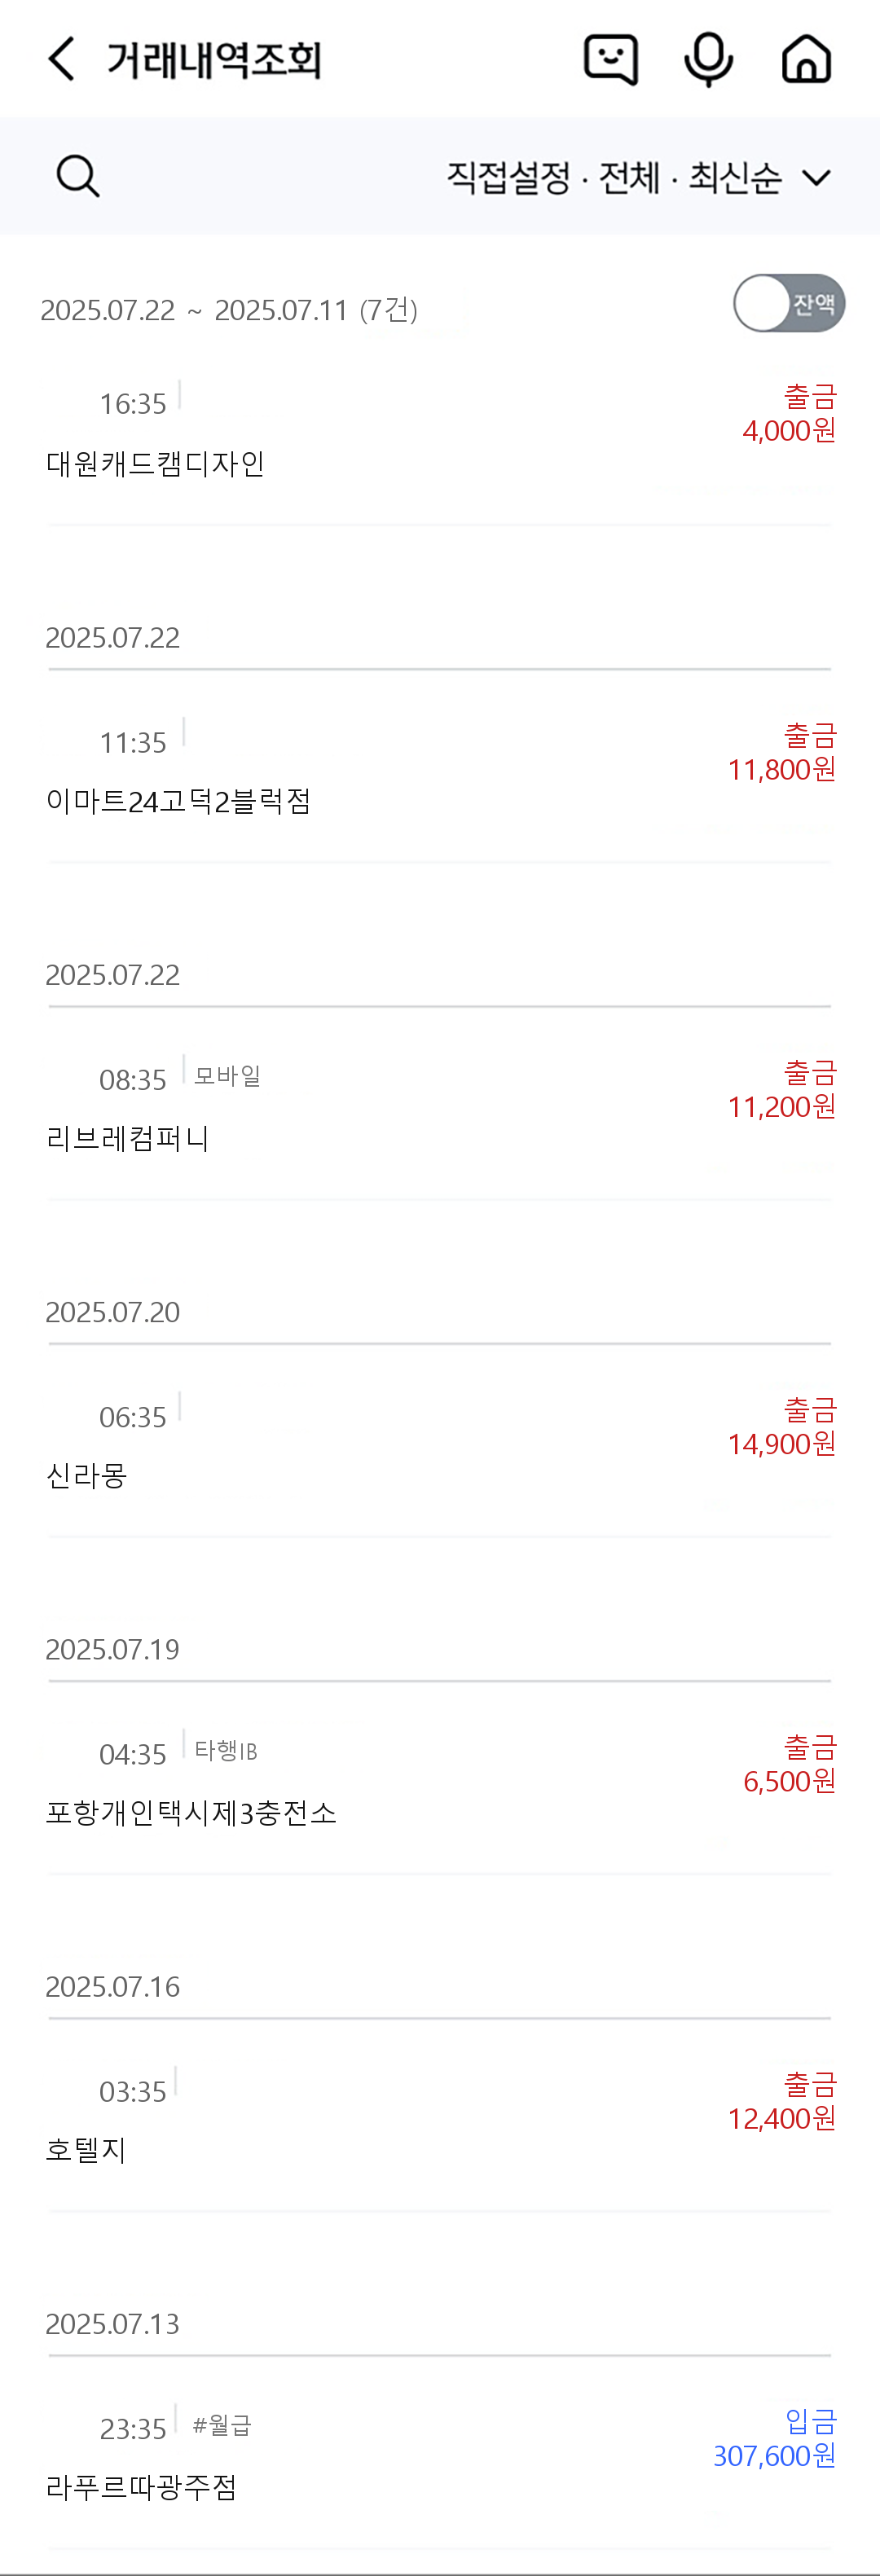 거래내역조회
직접설정 · 전체 · 최신순
2025.07.22 ~ 2025.07.11 (7건)
잔액
16:35
출금
4,000원
대원캐드캠디자인
2025.07.22
11:35
출금
11,800원
이마트24고덕2블럭점
2025.07.22
08:35 모바일
출금
11,200원
리브레컴퍼니
2025.07.20
06:35
출금
14,900원
신라몽
2025.07.19
04:35 타행IB
출금
6,500원
포항개인택시제3충전소
2025.07.16
03:35
출금
12,400원
호텔지
2025.07.13
23:35 #월급
입금
307,600원
라푸르따광주점